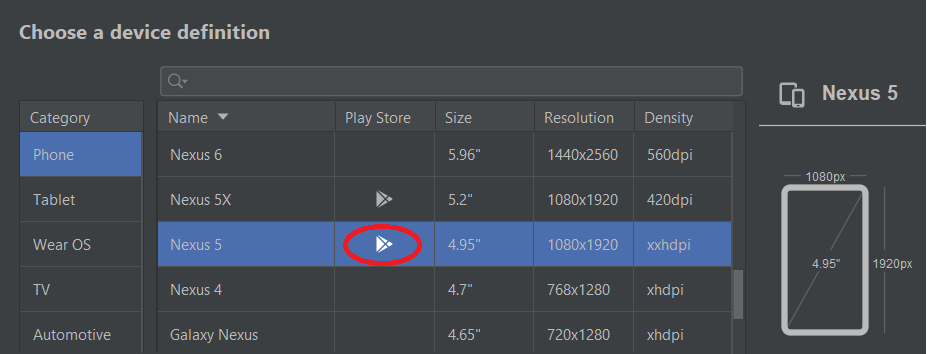 Choose a device definition
Nexus 5
Category Name Play Store Size Resolution Density
Phone Nexus 6 5.96" 1440x2560 560dpi
Tablet Nexus 5X 5.2" 1080x1920 420dpi
Wear OS Nexus 5 4.95" 1080x1920 xxhdpi
TV Nexus 4 4.7" 768x1280 xhdpi
Automotive Galaxy Nexus 4.65" 720x1280 xhdpi
1080px
4.95"
1920px